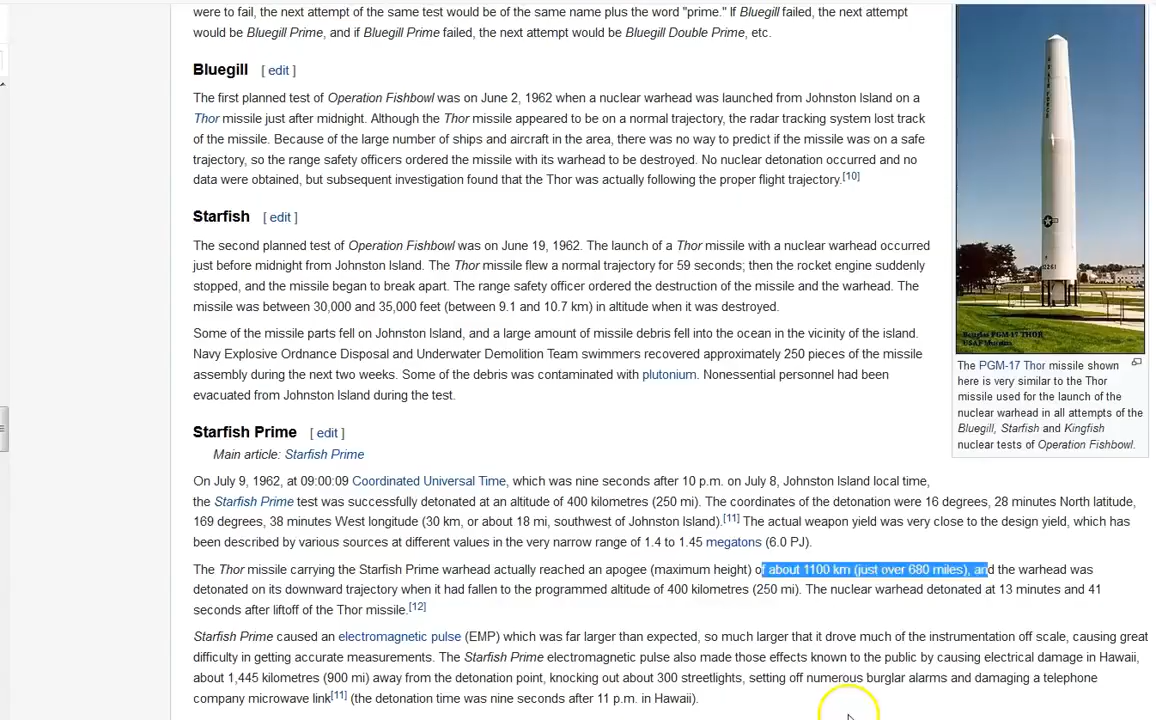 were to fail, the next attempt of the same test would be of the same name plus the word "prime." If Bluegill failed, the next attempt
would be Bluegill Prime, and if Bluegill Prime failed, the next attempt would be Bluegill Double Prime, etc.
Bluegill [ edit ]
The first planned test of Operation Fishbowl was on June 2, 1962 when a nuclear warhead was launched from Johnston Island on a
Thor missile just after midnight. Although the Thor missile appeared to be on a normal trajectory, the radar tracking system lost track
of the missile. Because of the large number of ships and aircraft in the area, there was no way to predict if the missile was on a safe
trajectory, so the range safety officers ordered the missile with its warhead to be destroyed. No nuclear detonation occurred and no
data were obtained, but subsequent investigation found that the Thor was actually following the proper flight trajectory.[10]
Starfish [ edit ]
The second planned test of Operation Fishbowl was on June 19, 1962. The launch of a Thor missile with a nuclear warhead occurred
just before midnight from Johnston Island. The Thor missile flew a normal trajectory for 59 seconds; then the rocket engine suddenly
stopped, and the missile began to break apart. The range safety officer ordered the destruction of the missile and the warhead. The
missile was between 30,000 and 35,000 feet (between 9.1 and 10.7 km) in altitude when it was destroyed.
Some of the missile parts fell on Johnston Island, and a large amount of missile debris fell into the ocean in the vicinity of the island.
Navy Explosive Ordnance Disposal and Underwater Demolition Team swimmers recovered approximately 250 pieces of the missile
assembly during the next two weeks. Some of the debris was contaminated with plutonium. Nonessential personnel had been
evacuated from Johnston Island during the test.
Starfish Prime [ edit ]
Main article: Starfish Prime
On July 9, 1962, at 09:00:09 Coordinated Universal Time, which was nine seconds after 10 p.m. on July 8, Johnston Island local time,
the Starfish Prime test was successfully detonated at an altitude of 400 kilometres (250 mi). The coordinates of the detonation were 16 degrees, 28 minutes North latitude,
169 degrees, 38 minutes West longitude (30 km, or about 18 mi, southwest of Johnston Island).[11] The actual weapon yield was very close to the design yield, which has
been described by various sources at different values in the very narrow range of 1.4 to 1.45 megatons (6.0 PJ).
The Thor missile carrying the Starfish Prime warhead actually reached an apogee (maximum height) of about 1100 km (just over 680 miles), and the warhead was
detonated on its downward trajectory when it had fallen to the programmed altitude of 400 kilometres (250 mi). The nuclear warhead detonated at 13 minutes and 41
seconds after liftoff of the Thor missile.[12]
Starfish Prime caused an electromagnetic pulse (EMP) which was far larger than expected, so much larger that it drove much of the instrumentation off scale, causing great
difficulty in getting accurate measurements. The Starfish Prime electromagnetic pulse also made those effects known to the public by causing electrical damage in Hawaii,
about 1,445 kilometres (900 mi) away from the detonation point, knocking out about 300 streetlights, setting off numerous burglar alarms and damaging a telephone
company microwave link[11] (the detonation time was nine seconds after 11 p.m. in Hawaii).
Douglas PGM-17 THOR
The PGM-17 Thor missile shown
here is very similar to the Thor
missile used for the launch of the
nuclear warhead in all attempts of the
Bluegill, Starfish and Kingfish
nuclear tests of Operation Fishbowl.